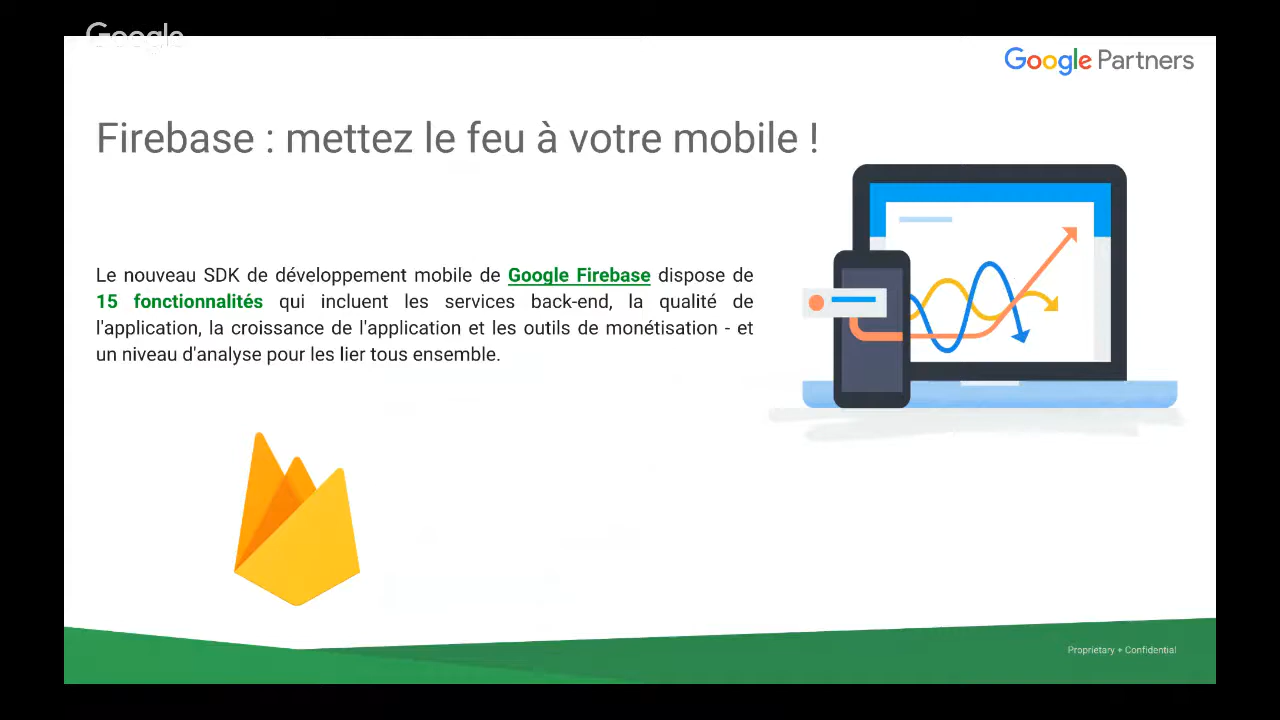 Google
Google Partners
Firebase : mettez le feu à votre mobile !
Le nouveau SDK de développement mobile de Google Firebase dispose de
15 fonctionnalités qui incluent les services back-end, la qualité de
l'application, la croissance de l'application et les outils de monétisation - et
un niveau d'analyse pour les lier tous ensemble.
Proprietary + Confidential